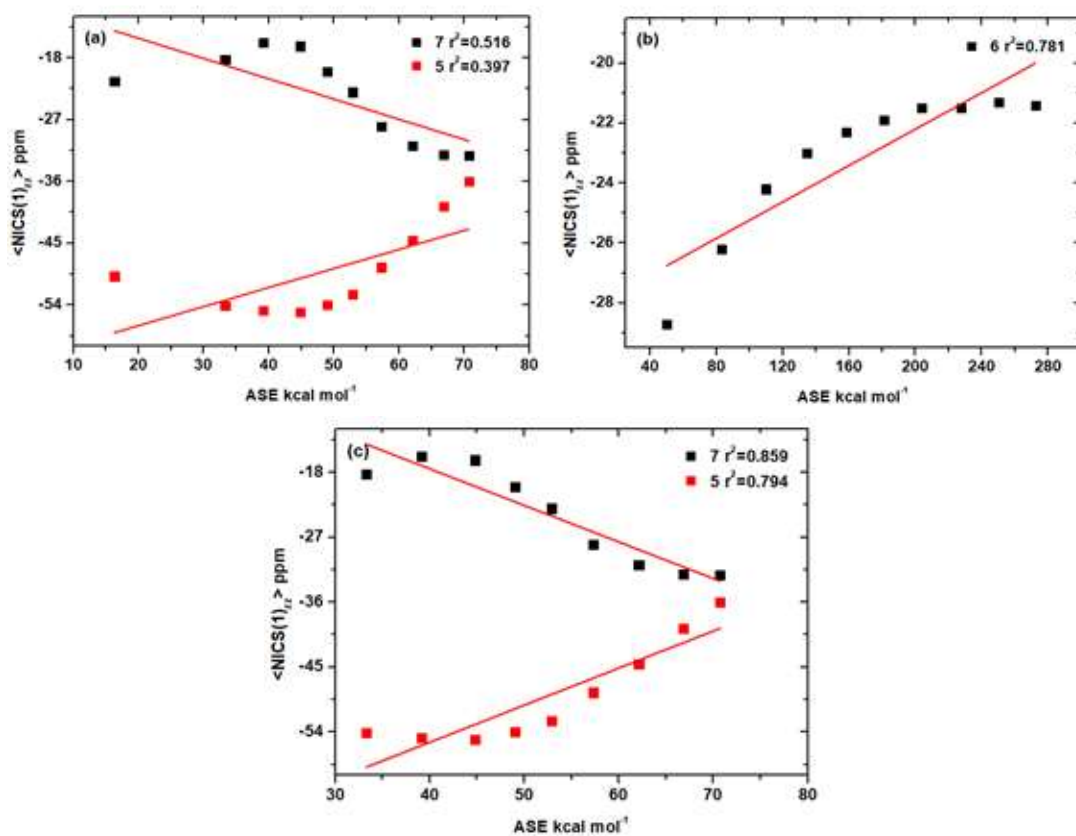 (a)
7 r²=0.516
5 r²=0.397
-18
-27
-36
-45
-54
<NICS(1)zz> ppm
10 20 30 40 50 60 70 80
ASE kcal mol⁻¹
(b)
6 r²=0.781
-20
-22
-24
-26
-28
<NICS(1)zz> ppm
40 80 120 160 200 240 280
ASE kcal mol⁻¹
(c)
7 r²=0.859
5 r²=0.794
-18
-27
-36
-45
-54
<NICS(1)zz> ppm
30 40 50 60 70 80
ASE kcal mol⁻¹